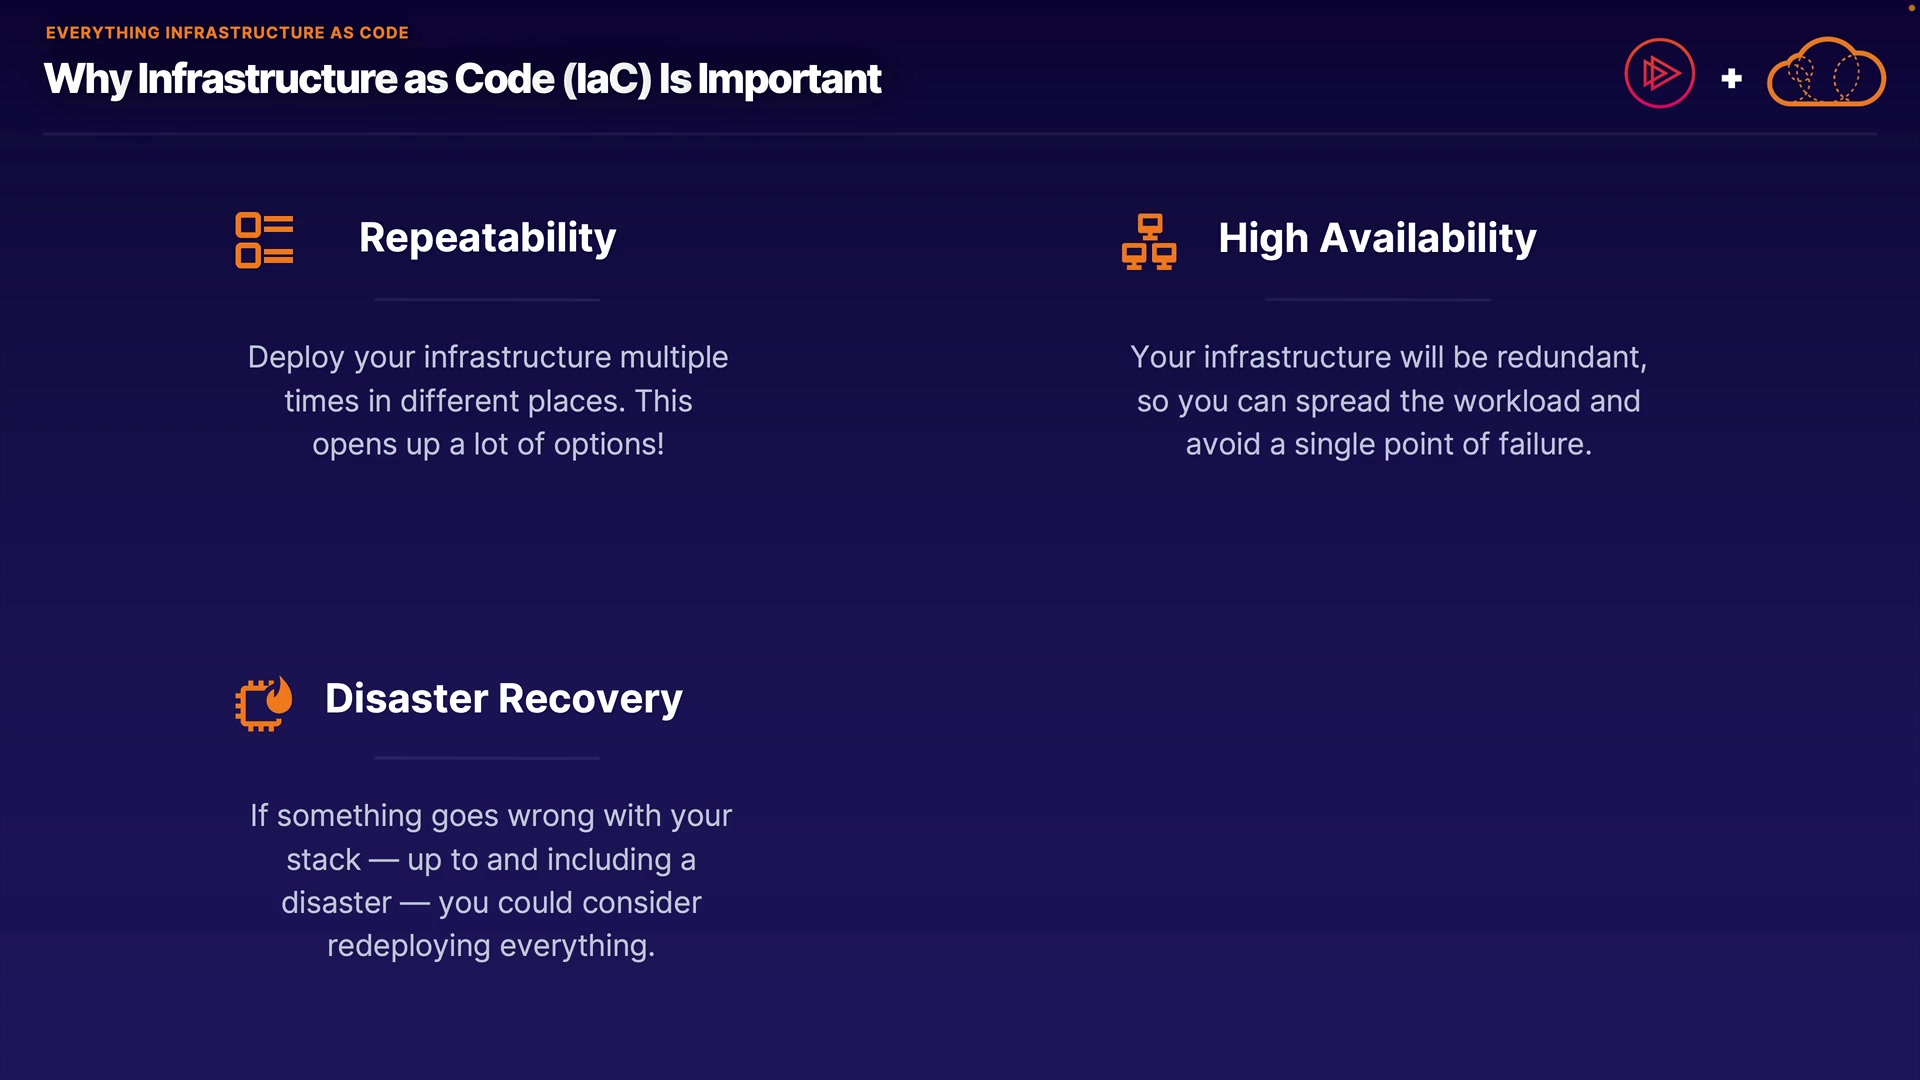 EVERYTHING INFRASTRUCTURE AS CODE
Why Infrastructure as Code (IaC) Is Important
+
Repeatability
Deploy your infrastructure multiple
times in different places. This
opens up a lot of options!
High Availability
Your infrastructure will be redundant,
so you can spread the workload and
avoid a single point of failure.
Disaster Recovery
If something goes wrong with your
stack — up to and including a
disaster — you could consider
redeploying everything.